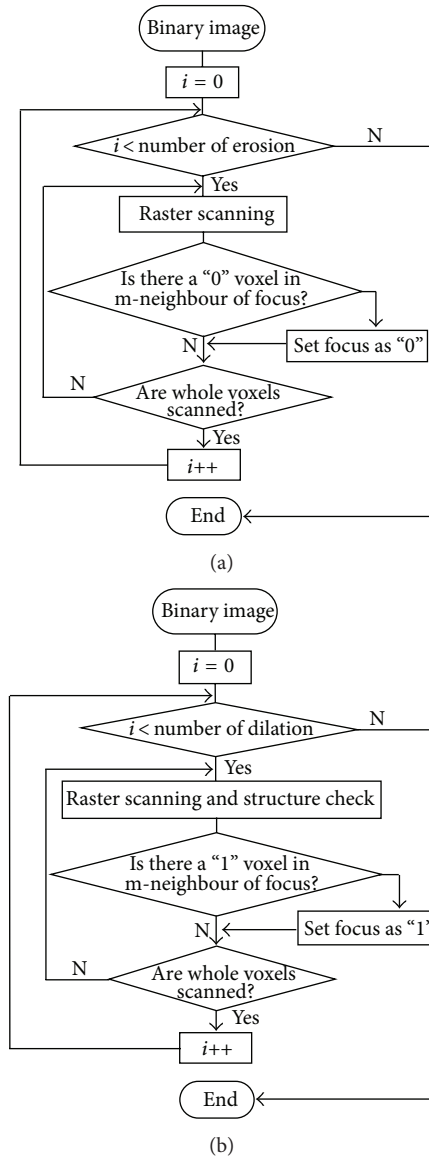 Binary image
i = 0
i < number of erosion
N
Yes
Raster scanning
Is there a “0” voxel in
m-neighbour of focus?
N
Set focus as “0”
N
Are whole voxels
scanned?
Yes
i++
End
(a)
Binary image
i = 0
i < number of dilation
N
Yes
Raster scanning and structure check
Is there a “1” voxel in
m-neighbour of focus?
N
Set focus as “1”
N
Are whole voxels
scanned?
Yes
i++
End
(b)